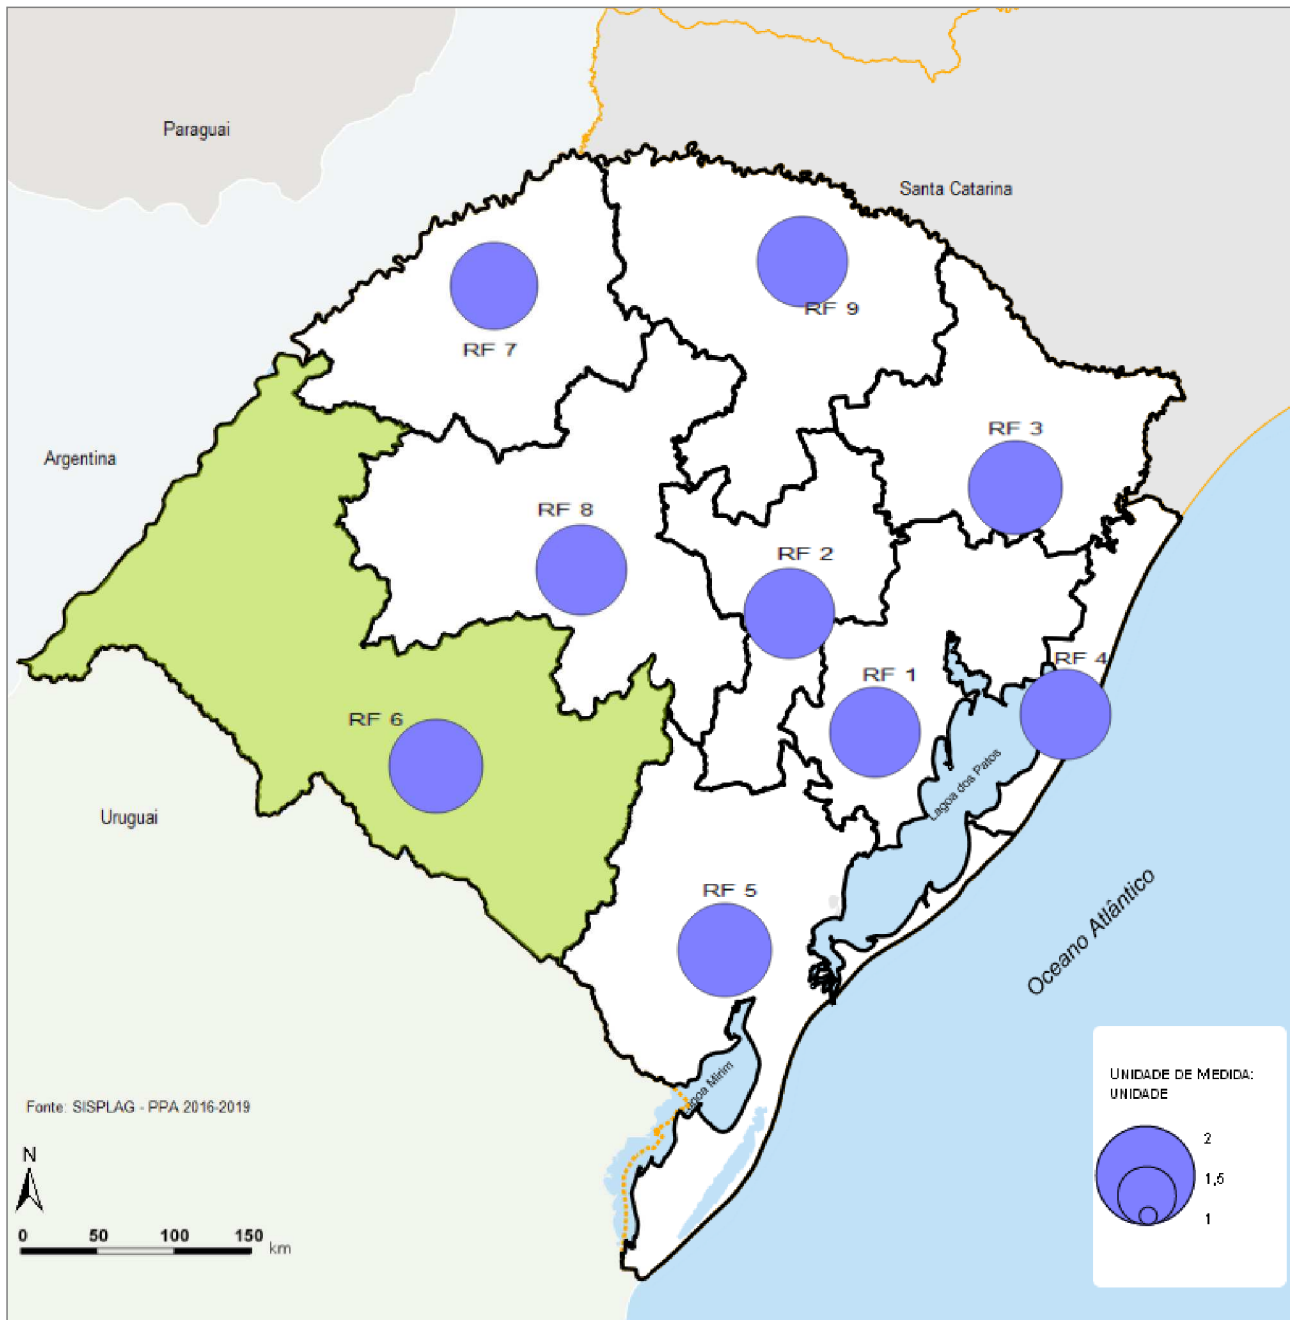 Paraguai
Santa Catarina
RF 9
RF 7
RF 3
Argentina
RF 8
RF 2
RF 4
RF 1
RF 6
Lagoa dos Patos
Uruguai
RF 5
Oceano Atlântico
UNIDADE DE MEDIDA:
UNIDADE
2
1,5
1
Lagoa Mirim
Fonte: SISPLAG - PPA 2016-2019
N
0 50 100 150
km